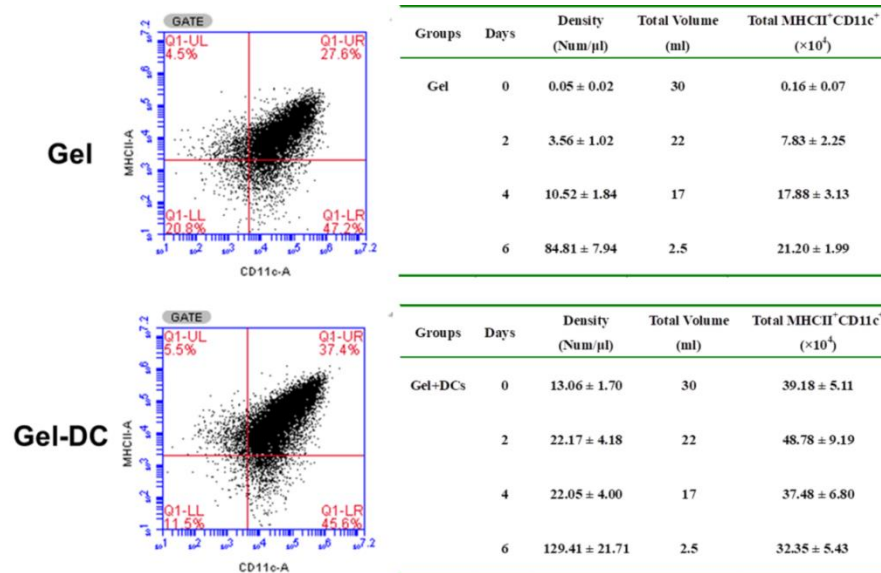 GATE
Q1-UL
4.5%
Q1-UR
27.6%
Gel
MHCII-A
Q1-LL
20.8%
Q1-LR
47.2%
CD11c-A
Groups Days Density (Num/μl) Total Volume (ml) Total MHCII⁺CD11c⁺ (×10⁴)
Gel 0 0.05 ± 0.02 30 0.16 ± 0.07
2 3.56 ± 1.02 22 7.83 ± 2.25
4 10.52 ± 1.84 17 17.88 ± 3.13
6 84.81 ± 7.94 2.5 21.20 ± 1.99
GATE
Q1-UL
5.5%
Q1-UR
37.4%
Gel-DC
MHCII-A
Q1-LL
11.5%
Q1-LR
45.6%
CD11c-A
Groups Days Density (Num/μl) Total Volume (ml) Total MHCII⁺CD11c⁺ (×10⁴)
Gel+DCs 0 13.06 ± 1.70 30 39.18 ± 5.11
2 22.17 ± 4.18 22 48.78 ± 9.19
4 22.05 ± 4.00 17 37.48 ± 6.80
6 129.41 ± 21.71 2.5 32.35 ± 5.43